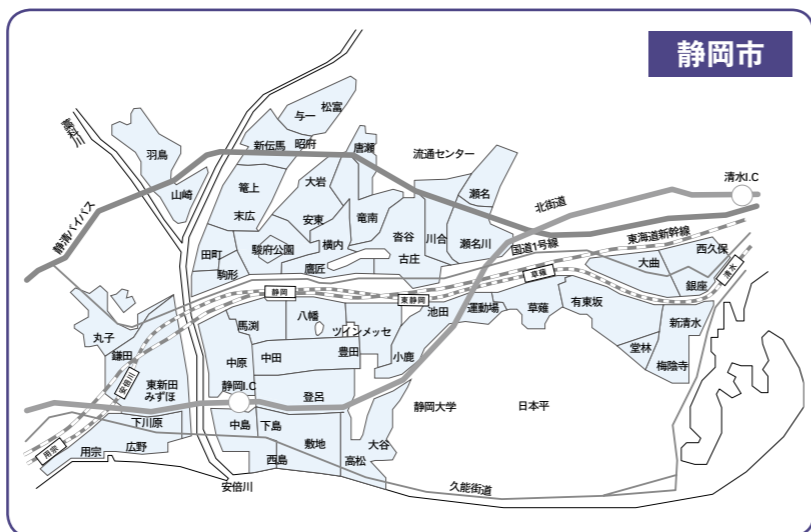 静岡市
松富
与一
藁科川
新伝馬
昭府
唐瀬
流通センター
羽鳥
清水I.C
山崎
篭上
大岩
瀬名
北街道
末広
安東
竜南
静清バイパス
沓谷
川合
国道1号線
東海道新幹線
田町
駿府公園
横内
瀬名川
西久保
古庄
大曲
駒形
鷹匠
草薙
清水
静岡
東静岡
銀座
馬渕
八幡
ツインメッセ
池田
運動場
草薙
有東坂
新清水
丸子
鎌田
中原
中田
豊田
小鹿
堂林
梅陰寺
安倍川
東新田
みずほ
静岡I.C
登呂
静岡大学
日本平
下川原
中島
下島
用宗
用宗
広野
敷地
大谷
西島
高松
安倍川
久能街道